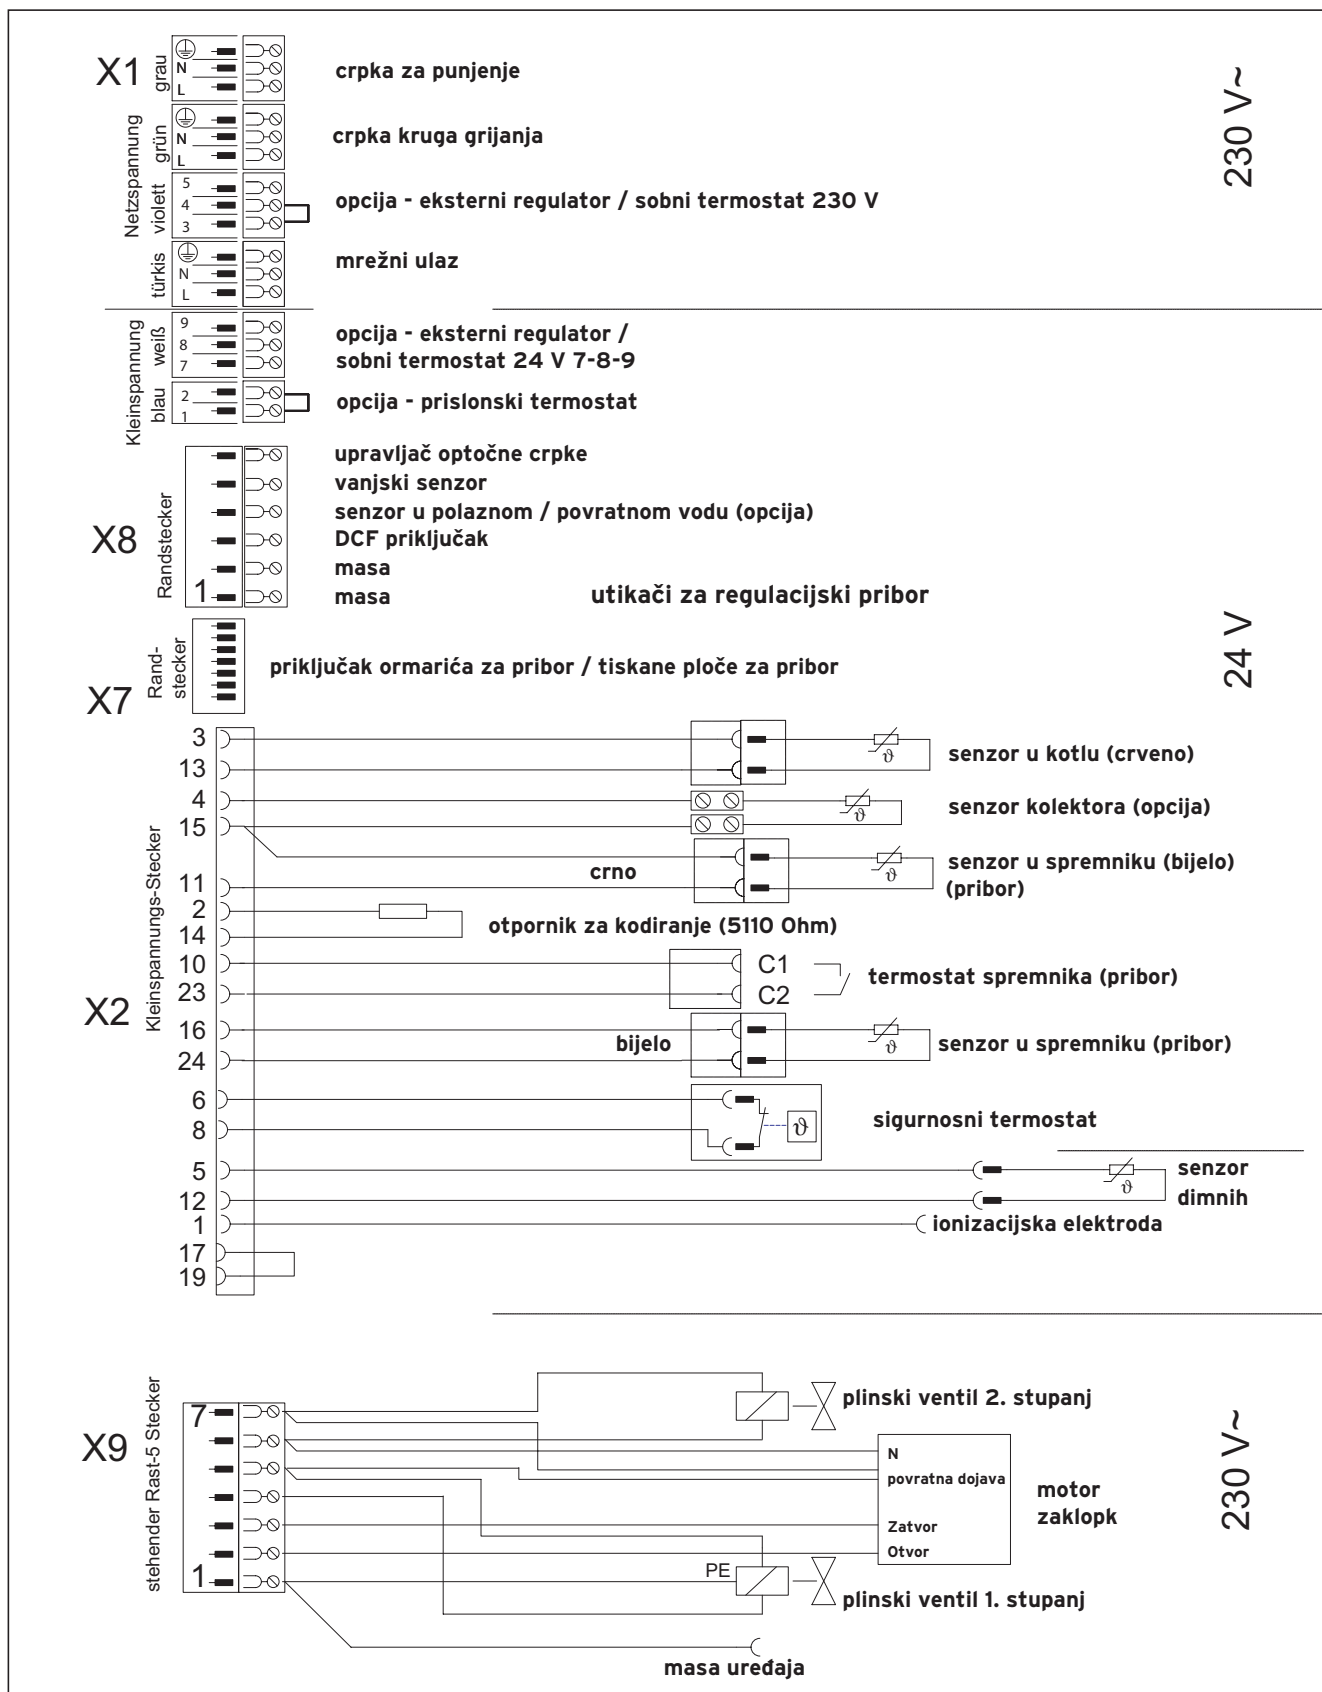 X1
grau
N
L
crpka za punjenje
230 V~
Netzspannung
grün
N
L
crpka kruga grijanja
violett
5
4
3
opcija - eksterni regulator / sobni termostat 230 V
türkis
N
L
mrežni ulaz
Kleinspannung
weiß
9
8
7
opcija - eksterni regulator /
sobni termostat 24 V 7-8-9
blau
2
1
opcija - prislonski termostat
X8
Randstecker
1
upravljač optočne crpke
vanjski senzor
senzor u polaznom / povratnom vodu (opcija)
DCF priključak
masa
masa
utikači za regulacijski pribor
24 V
X7
Rand-
stecker
priključak ormarića za pribor / tiskane ploče za pribor
X2
Kleinspannungs-Stecker
3
13
ϑ
senzor u kotlu (crveno)
4
15
ϑ
senzor kolektora (opcija)
11
crno
ϑ
senzor u spremniku (bijelo)
(pribor)
2
14
otpornik za kodiranje (5110 Ohm)
10
23
C1
C2
termostat spremnika (pribor)
16
24
bijelo
ϑ
senzor u spremniku (pribor)
6
8
ϑ
sigurnosni termostat
5
12
ϑ
senzor
dimnih
1
ionizacijska elektroda
17
19
X9
stehender Rast-5 Stecker
7
1
plinski ventil 2. stupanj
N
povratna dojava
Zatvor
Otvor
motor
zaklopk
230 V~
PE
plinski ventil 1. stupanj
masa uređaja